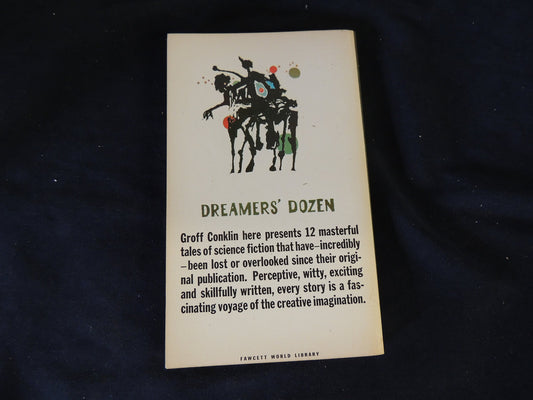 DREAMERS' DOZEN
Groff Conklin here presents 12 masterful
tales of science fiction that have—incredibly
—been lost or overlooked since their origi-
nal publication. Perceptive, witty, exciting
and skillfully written, every story is a fas-
cinating voyage of the creative imagination.
FAWCETT WORLD LIBRARY